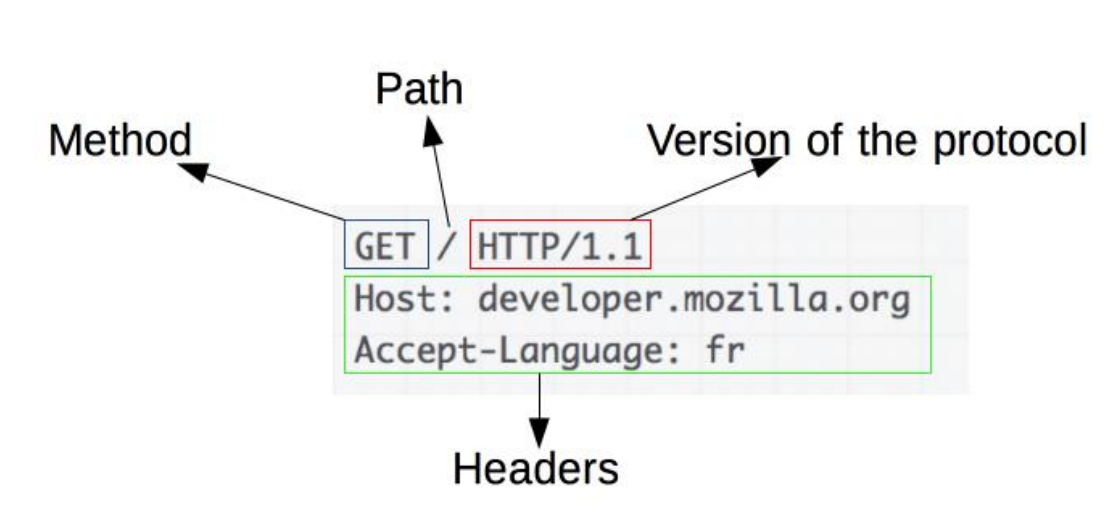 Path
Method
Version of the protocol
GET / HTTP/1.1
Host: developer.mozilla.org
Accept-Language: fr
Headers